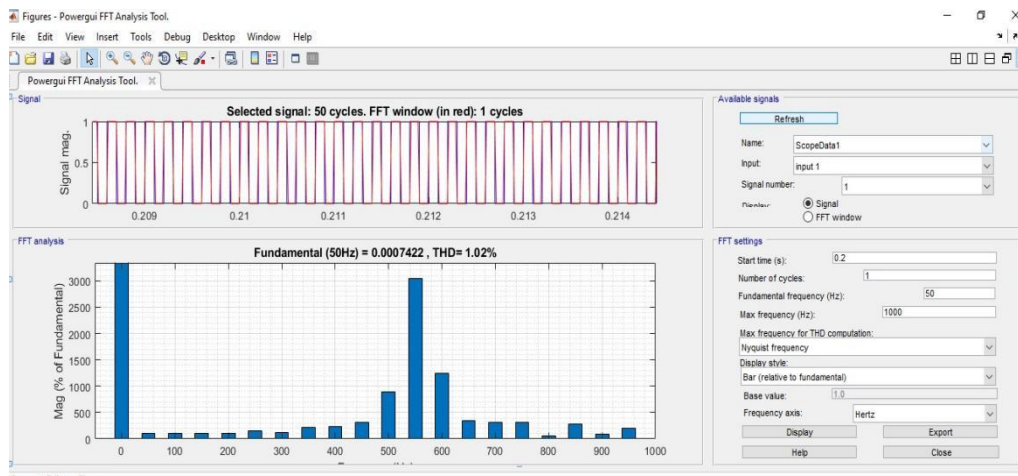 Figures - Powergui FFT Analysis Tool.
File Edit View Insert Tools Debug Desktop Window Help
Powergui FFT Analysis Tool.
Signal
Selected signal: 50 cycles. FFT window (in red): 1 cycles
Signal mag.
1
0.5
0
0.209 0.21 0.211 0.212 0.213 0.214
FFT analysis
Fundamental (50Hz) = 0.0007422 , THD= 1.02%
Mag (% of Fundamental)
3000
2500
2000
1500
1000
500
0
0 100 200 300 400 500 600 700 800 900 1000
Available signals
Refresh
Name: ScopeData1
Input: input 1
Signal number: 1
Display: Signal
FFT window
FFT settings
Start time (s): 0.2
Number of cycles: 1
Fundamental frequency (Hz): 50
Max frequency (Hz): 1000
Max frequency for THD computation:
Nyquist frequency
Display style:
Bar (relative to fundamental)
Base value: 1.0
Frequency axis: Hertz
Display Export
Help Close